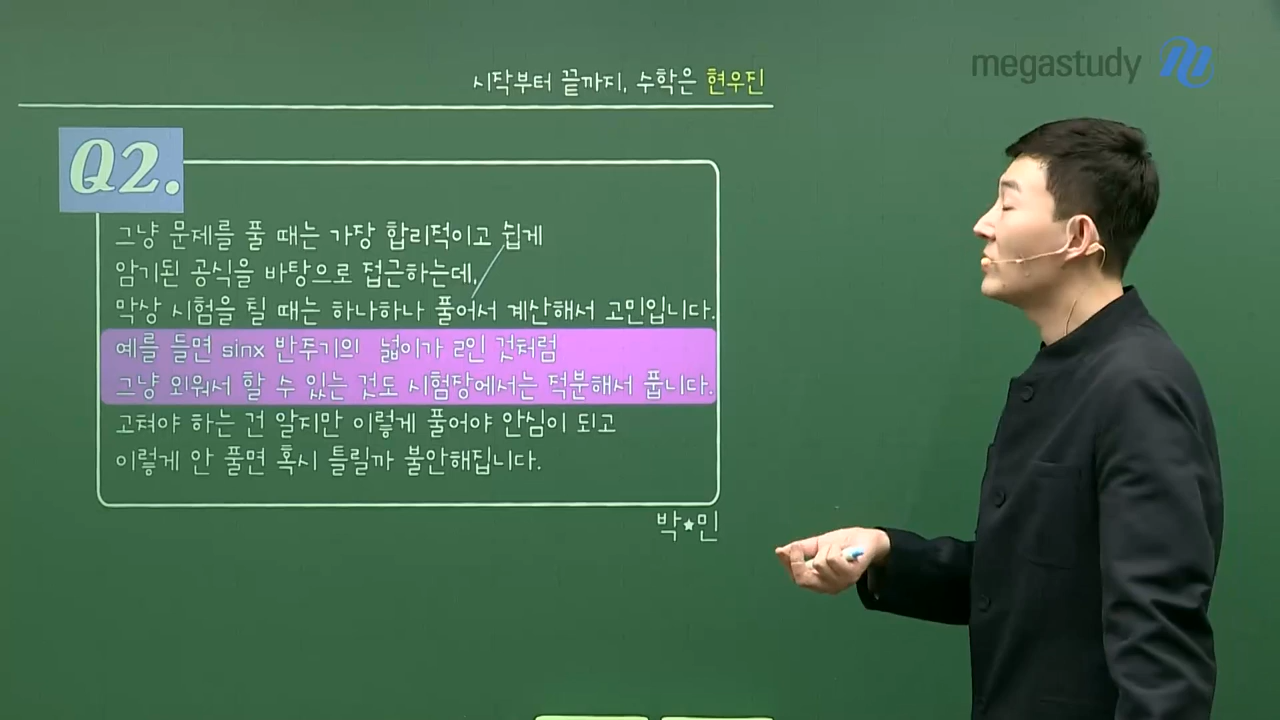 megastudy
시작부터 끝까지, 수학은 현우진
Q2.
그냥 문제를 풀 때는 가장 합리적이고 쉽게
암기된 공식을 바탕으로 접근하는데,
막상 시험을 칠 때는 하나하나 풀어서 계산해서 고민입니다.
예를 들면 sinx 반주기의 넓이가 2인 것처럼
그냥 외워서 할 수 있는 것도 시험장에서는 적분해서 풉니다.
고쳐야 하는 건 알지만 이렇게 풀어야 안심이 되고
이렇게 안 풀면 혹시 틀릴까 불안해집니다.
박★민